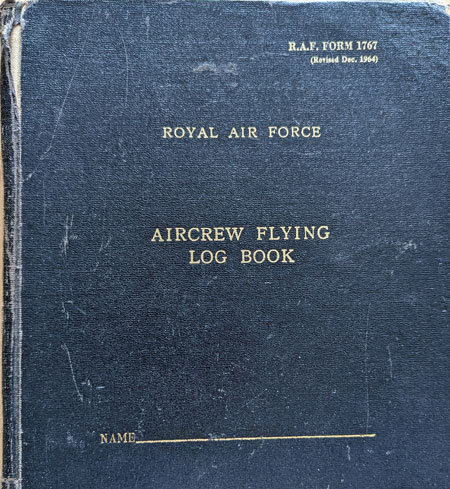 R.A.F. FORM 1767
(Revised Dec. 1964)
ROYAL AIR FORCE
AIRCREW FLYING
LOG BOOK
NAME